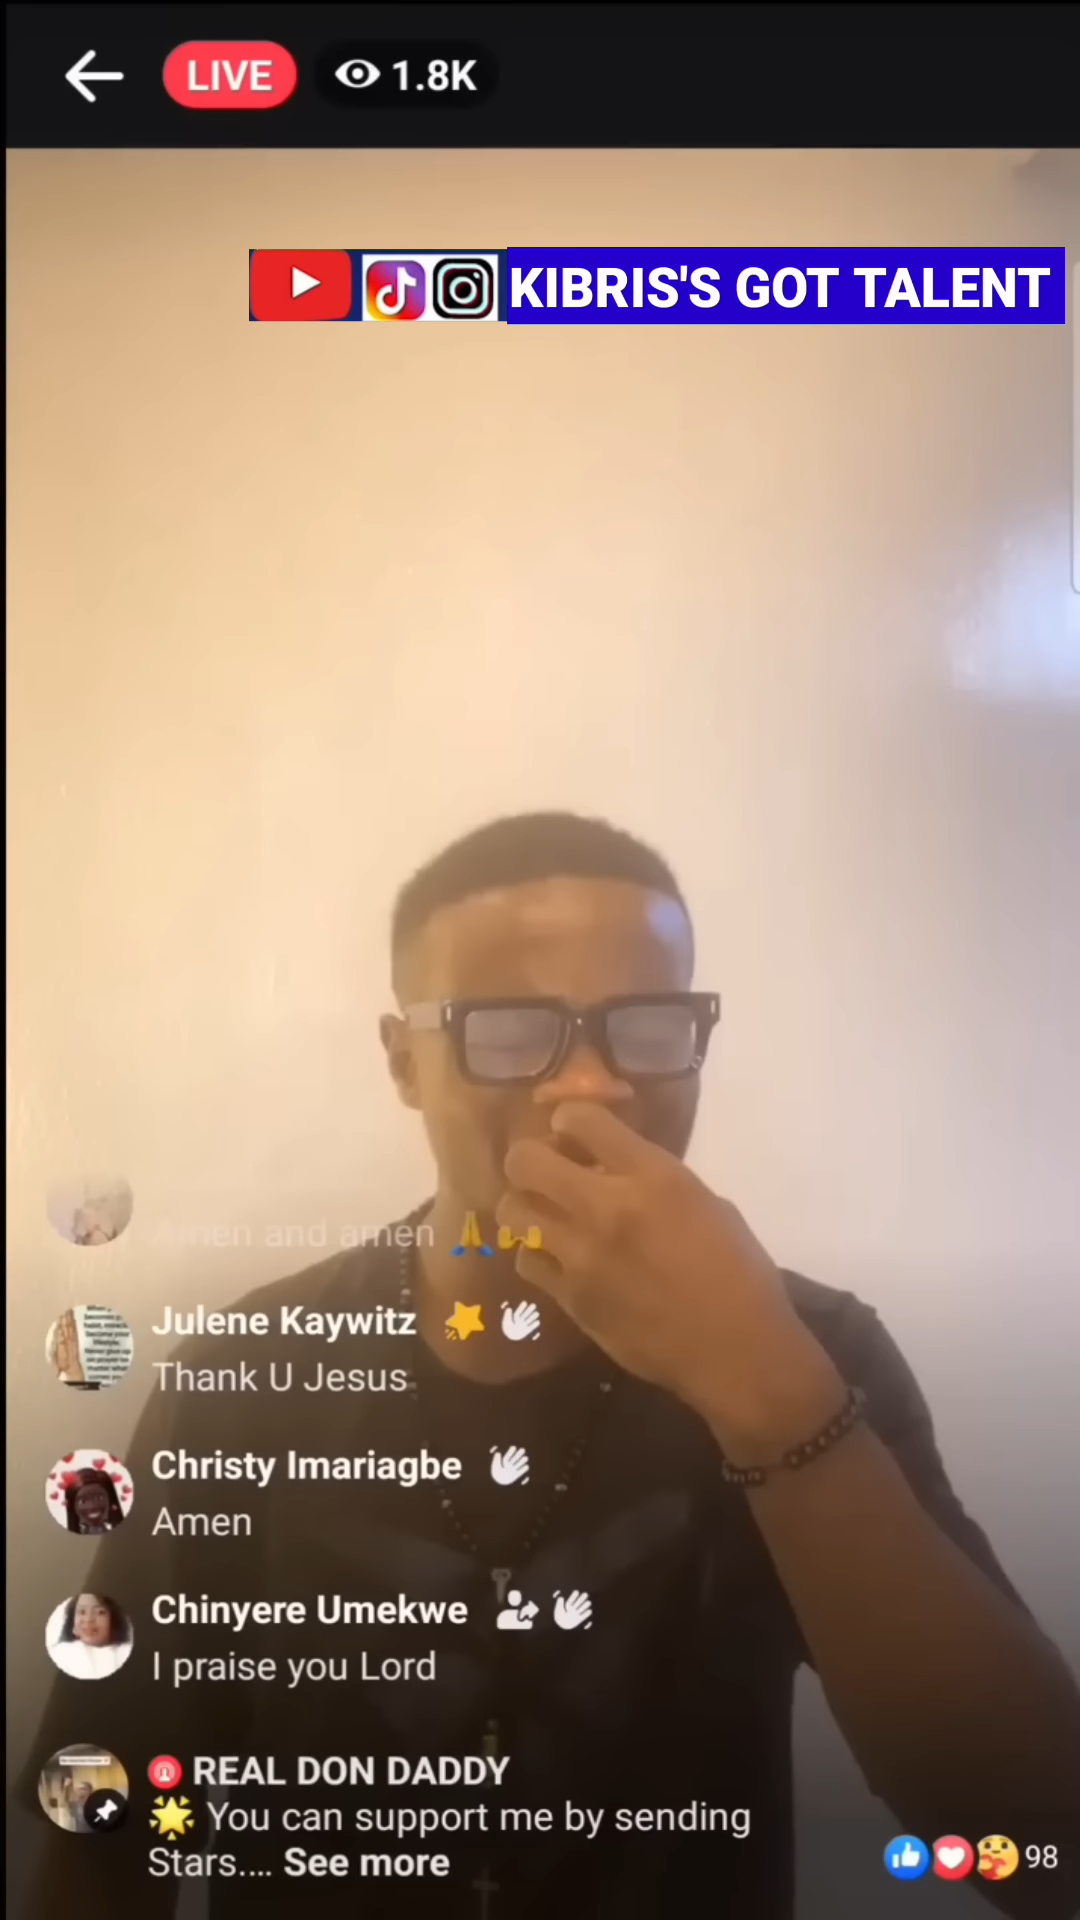 LIVE 1.8K
KIBRIS'S GOT TALENT
Amen and amen 🙏 🙌
Julene Kaywitz
Thank U Jesus
Christy Imariagbe
Amen
Chinyere Umekwe
I praise you Lord
REAL DON DADDY
🌟 You can support me by sending
Stars.... See more
98